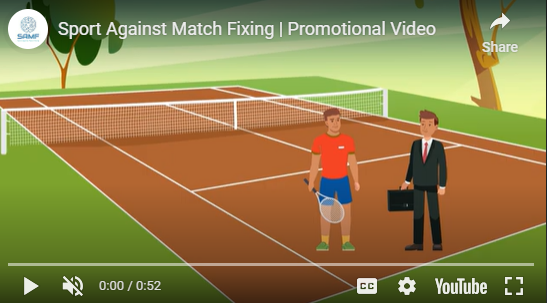 SAMF
Sport Against Match Fixing | Promotional Video
Share
0:00 / 0:52
CC
YouTube